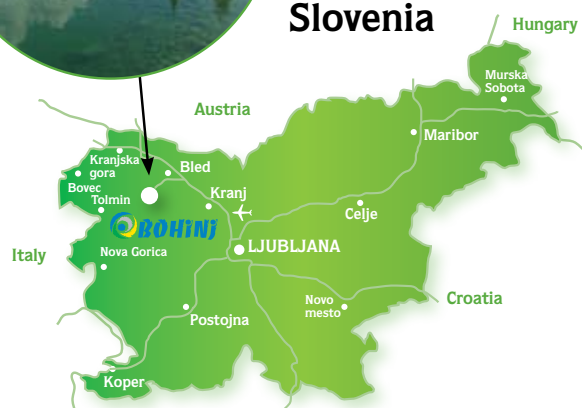 Slovenia
Hungary
Murska
Sobota
Austria
Maribor
Kranjska
gora
Bled
Bovec
Tolmin
Kranj
Celje
BOHINJ
LJUBLJANA
Italy
Nova Gorica
Novo
mesto
Croatia
Postojna
Koper